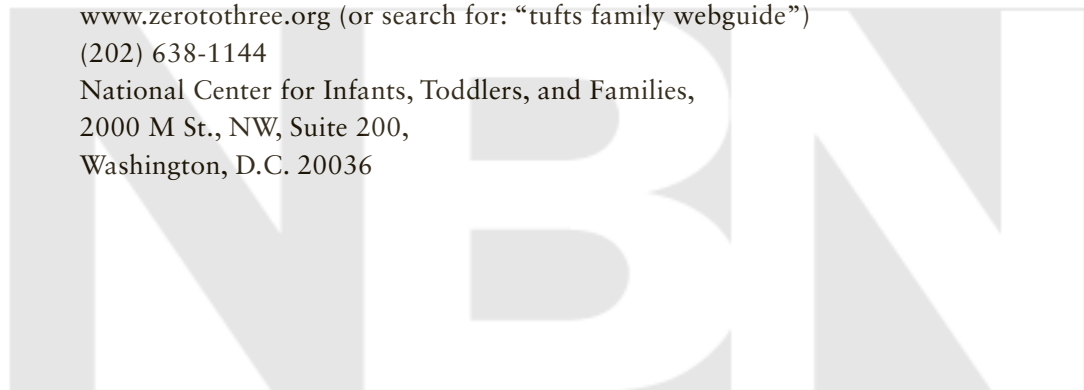 www.zerotothree.org (or search for: “tufts family webguide”)
(202) 638-1144
National Center for Infants, Toddlers, and Families,
2000 M St., NW, Suite 200,
Washington, D.C. 20036
NBN